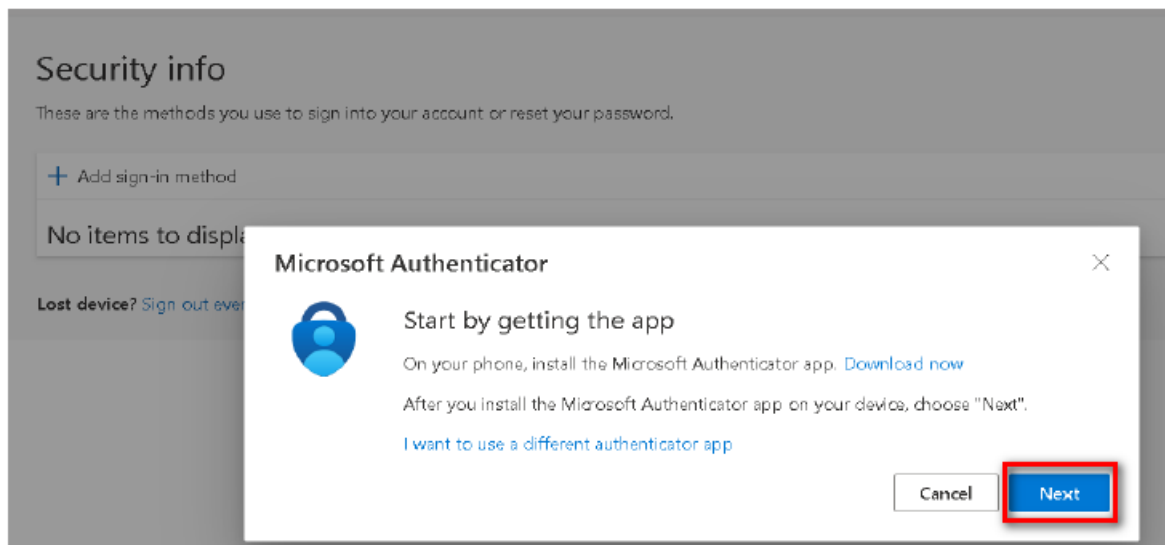 Security info
These are the methods you use to sign into your account or reset your password.
+ Add sign-in method
No items to displa
Lost device? Sign out ever
Microsoft Authenticator
Start by getting the app
On your phone, install the Microsoft Authenticator app. Download now
After you install the Microsoft Authenticator app on your device, choose "Next".
I want to use a different authenticator app
Cancel
Next